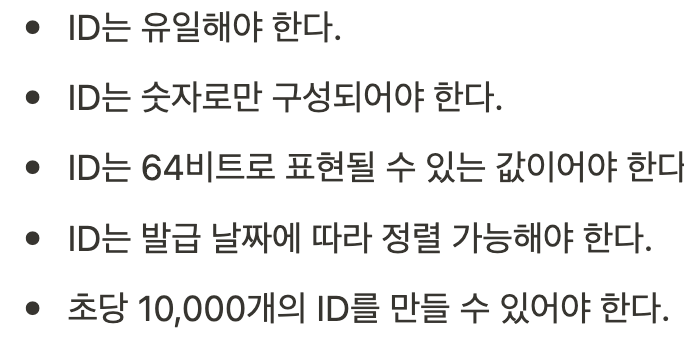 • ID는 유일해야 한다.
• ID는 숫자로만 구성되어야 한다.
• ID는 64비트로 표현될 수 있는 값이어야 한다
• ID는 발급 날짜에 따라 정렬 가능해야 한다.
• 초당 10,000개의 ID를 만들 수 있어야 한다.